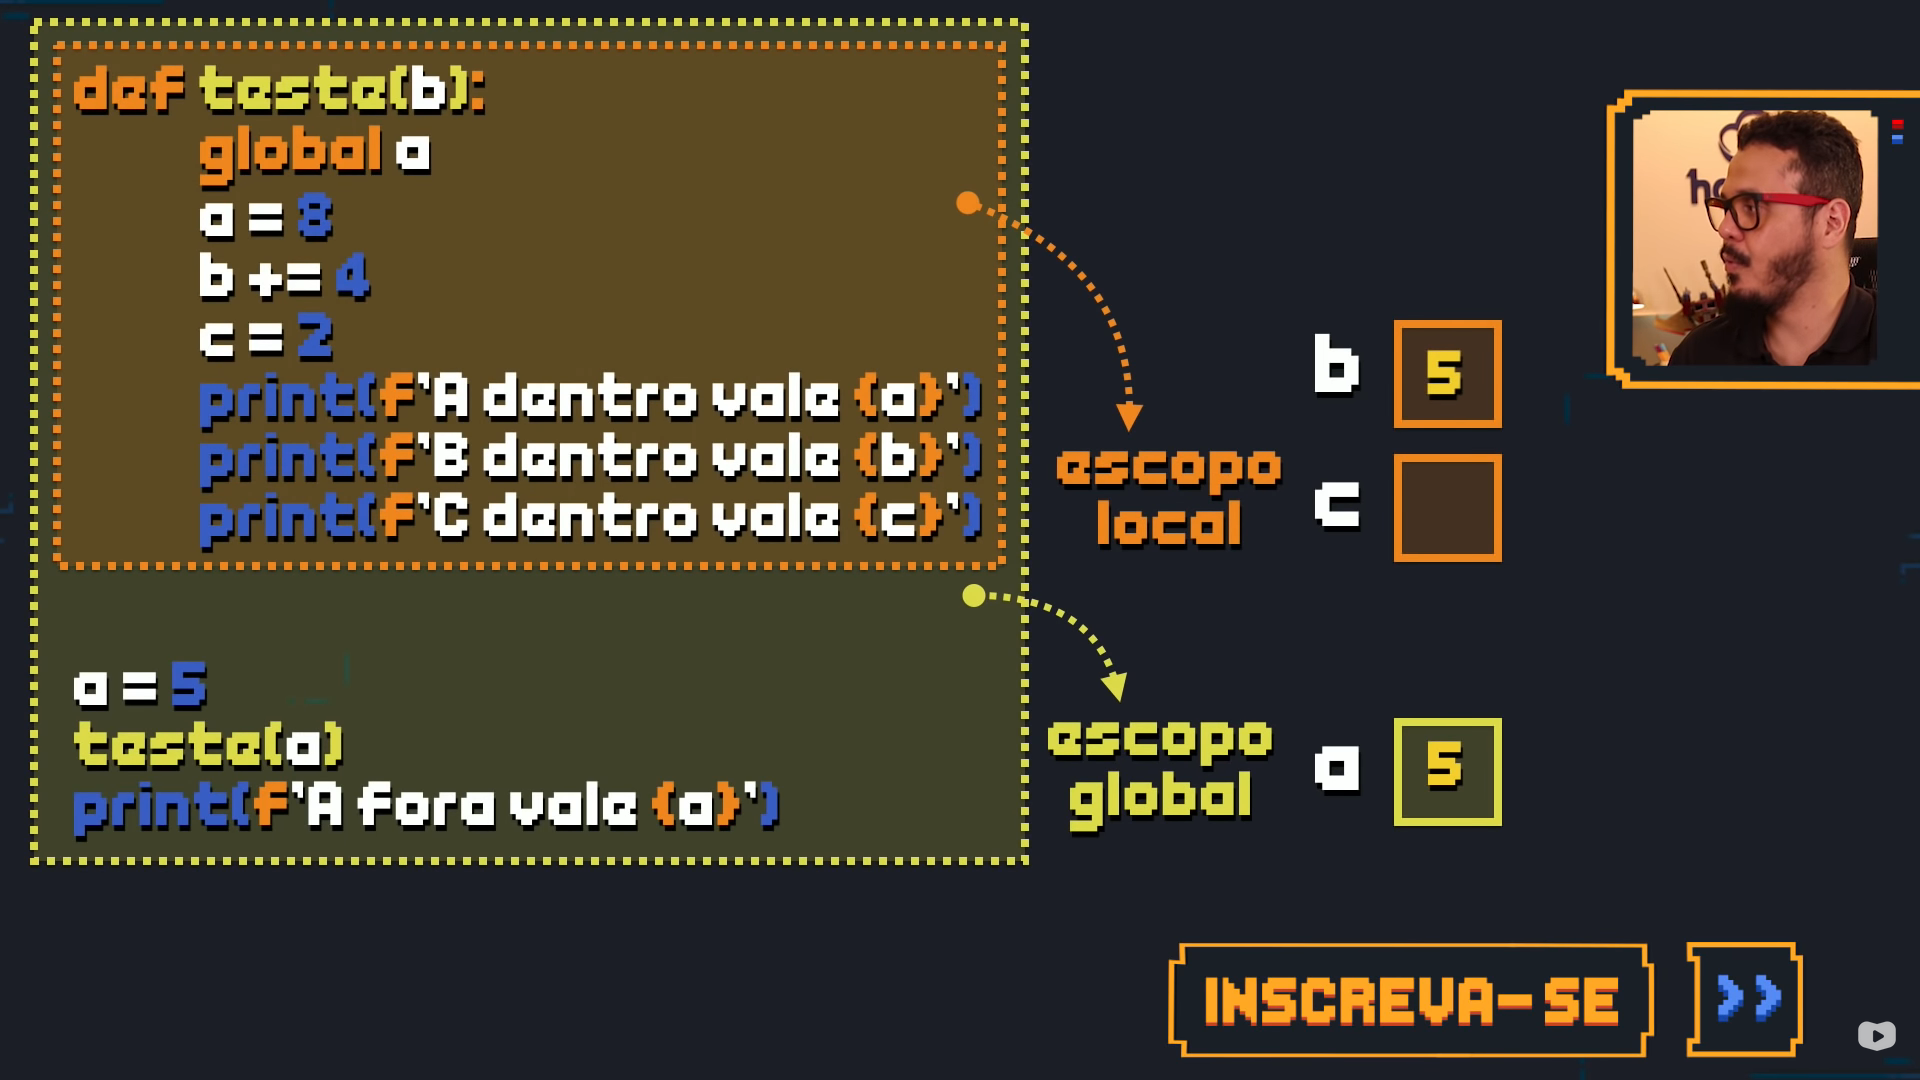 def teste(b):
global a
a = 8
b += 4
c = 2
print(f'A dentro vale {a}')
print(f'B dentro vale {b}')
print(f'C dentro vale {c}')
a = 5
teste(a)
print(f'A fora vale {a}')
escopo
local
b 5
c
escopo
global
a 5
INSCREVA-SE